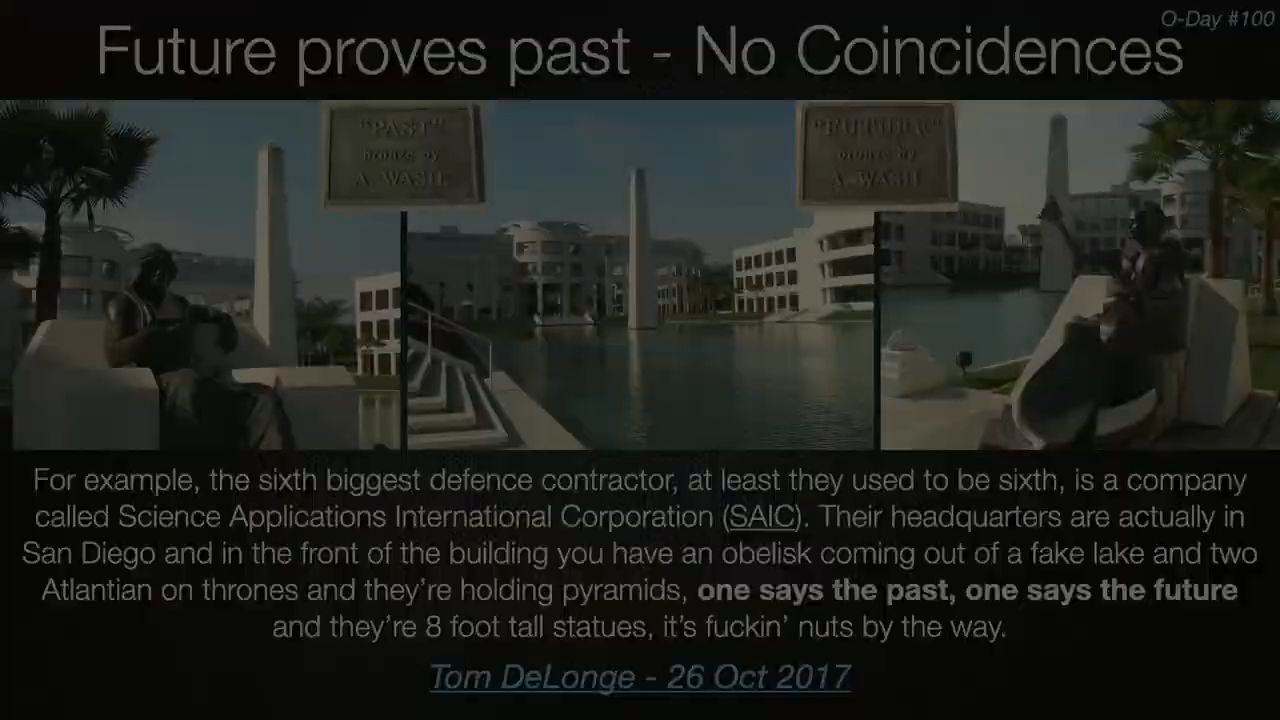 O-Day #100
Future proves past - No Coincidences
"PAST"
bronze by
A. WASIL
"FUTURE"
bronze by
A. WASIL
For example, the sixth biggest defence contractor, at least they used to be sixth, is a company
called Science Applications International Corporation (SAIC). Their headquarters are actually in
San Diego and in the front of the building you have an obelisk coming out of a fake lake and two
Atlantian on thrones and they're holding pyramids, one says the past, one says the future
and they're 8 foot tall statues, it's fuckin' nuts by the way.
Tom DeLonge - 26 Oct 2017